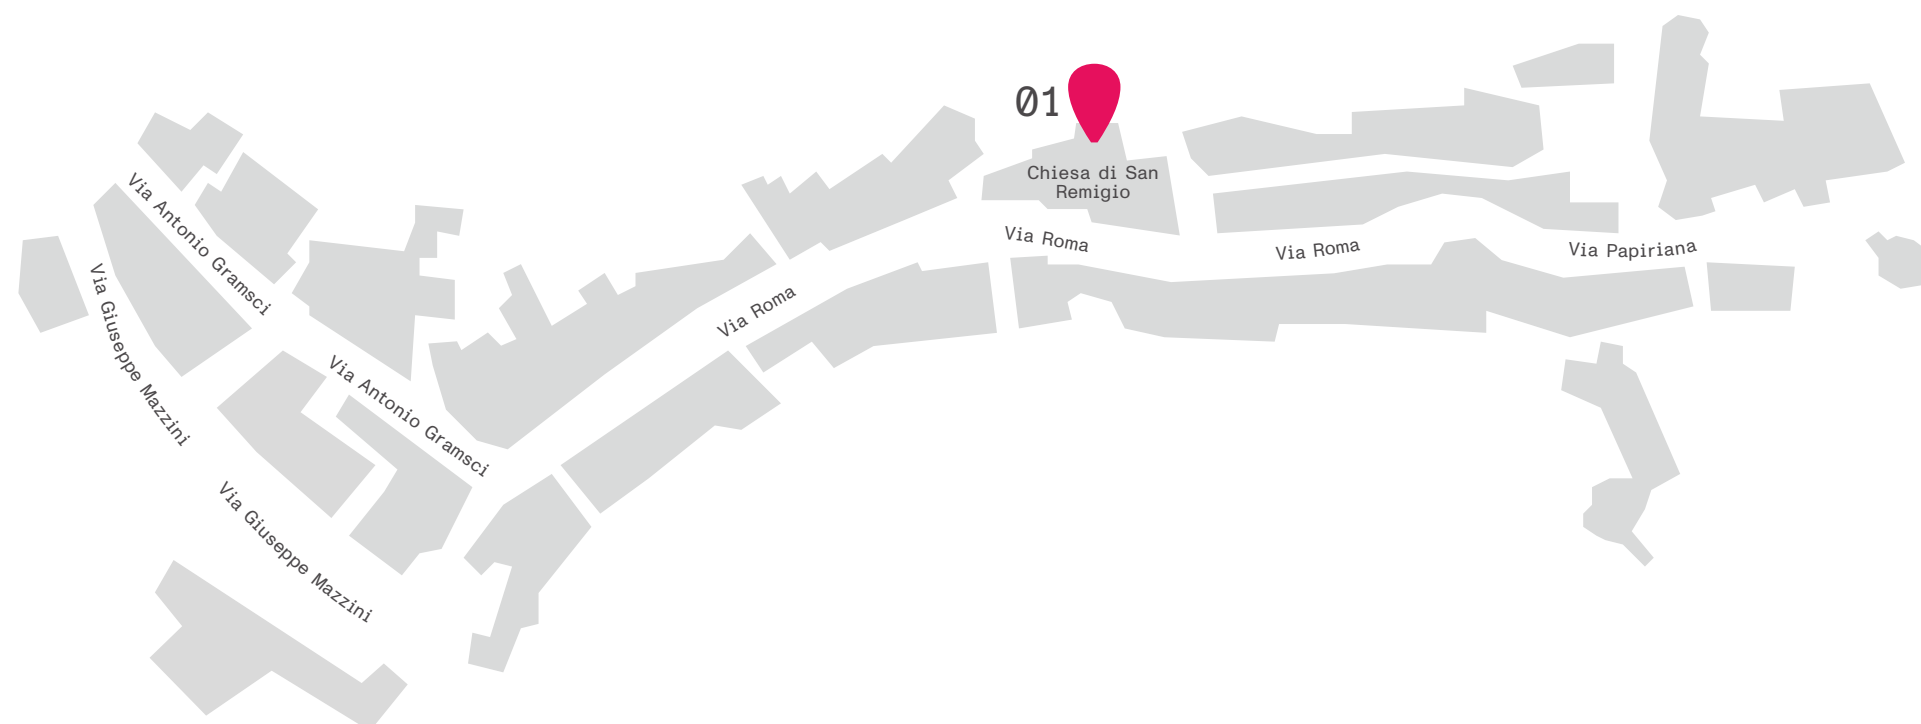 01
Chiesa di San
Remigio
Via Antonio Gramsci
Via Roma
Via Roma
Via Papiriana
Via Giuseppe Mazzini
Via Roma
Via Antonio Gramsci
Via Giuseppe Mazzini